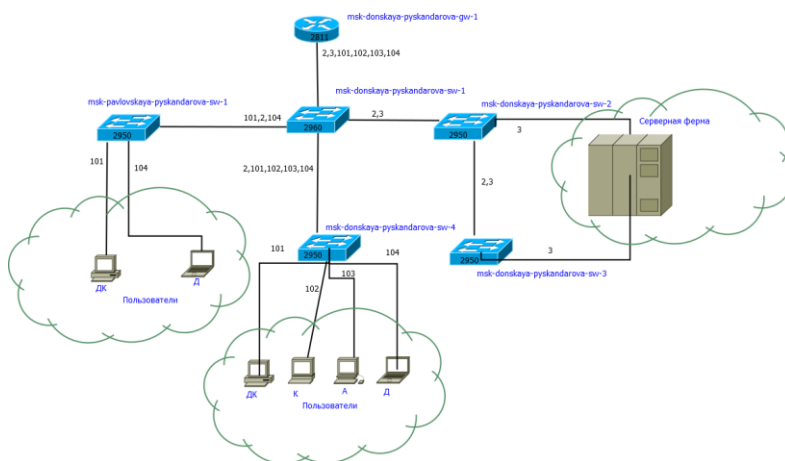 msk-donskaya-pyskandarova-gw-1
2811
2,3,101,102,103,104
msk-donskaya-pyskandarova-sw-1
msk-pavlovskaya-pyskandarova-sw-1
msk-donskaya-pyskandarova-sw-2
101,2,104
2,3
Серверная ферма
2950
2960
2950
3
101
104
2,101,102,103,104
2,3
msk-donskaya-pyskandarova-sw-4
101
2950
104
2950
3
103
msk-donskaya-pyskandarova-sw-3
102
ДК
Д
Пользователи
ДК
К
А
Д
Пользователи